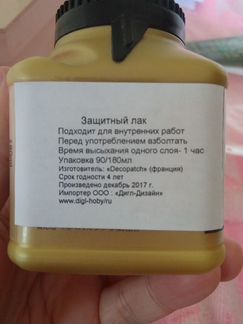 Защитный лак
Подходит для внутренних работ
Перед употреблением взболтать
Время высыхания одного слоя- 1 час
Упаковка 90/180мл
Изготовитель: «Decopatch» (франция)
Срок годности 4 лет
Произведено декабрь 2017 г.
Импортер ООО : «Дигл-Дизайн»
www.digl-hoby/ru